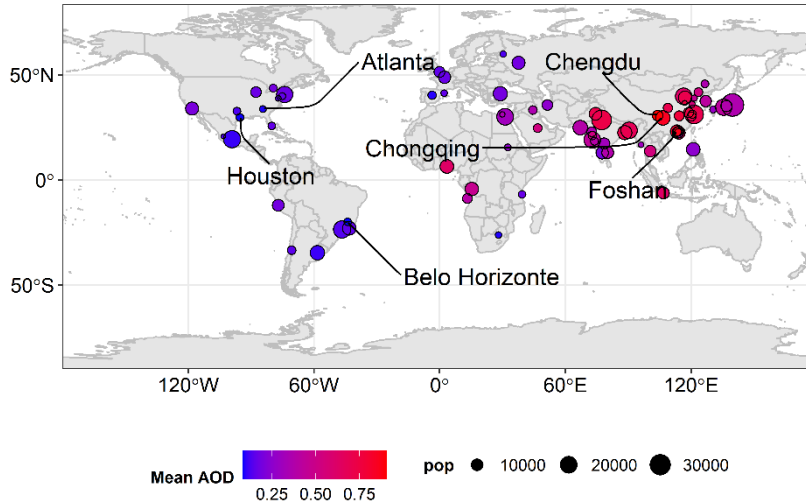 50°N
0°
50°S
Atlanta
Chengdu
Chongqing
Houston
Foshan
Belo Horizonte
120°W 60°W 0° 60°E 120°E
Mean AOD 0.25 0.50 0.75 pop 10000 20000 30000